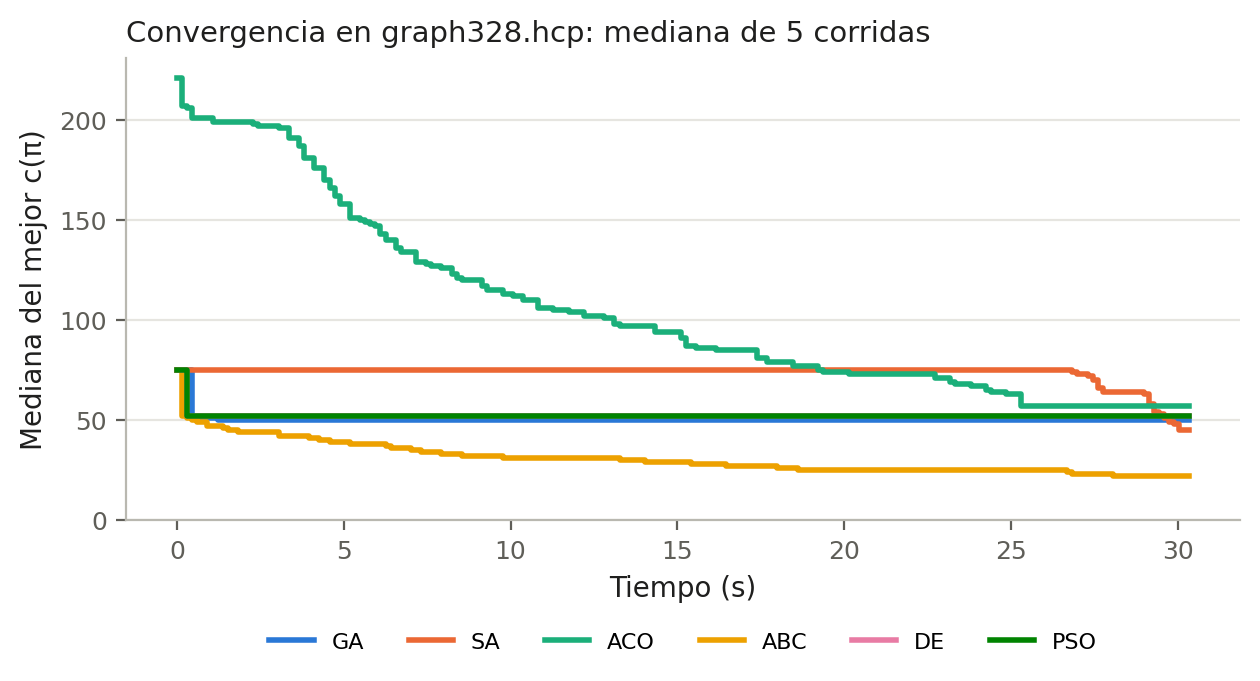 Convergencia en graph328.hcp: mediana de 5 corridas
Mediana del mejor c(π)
200
150
100
50
0
0 5 10 15 20 25 30
Tiempo (s)
GA SA ACO ABC DE PSO